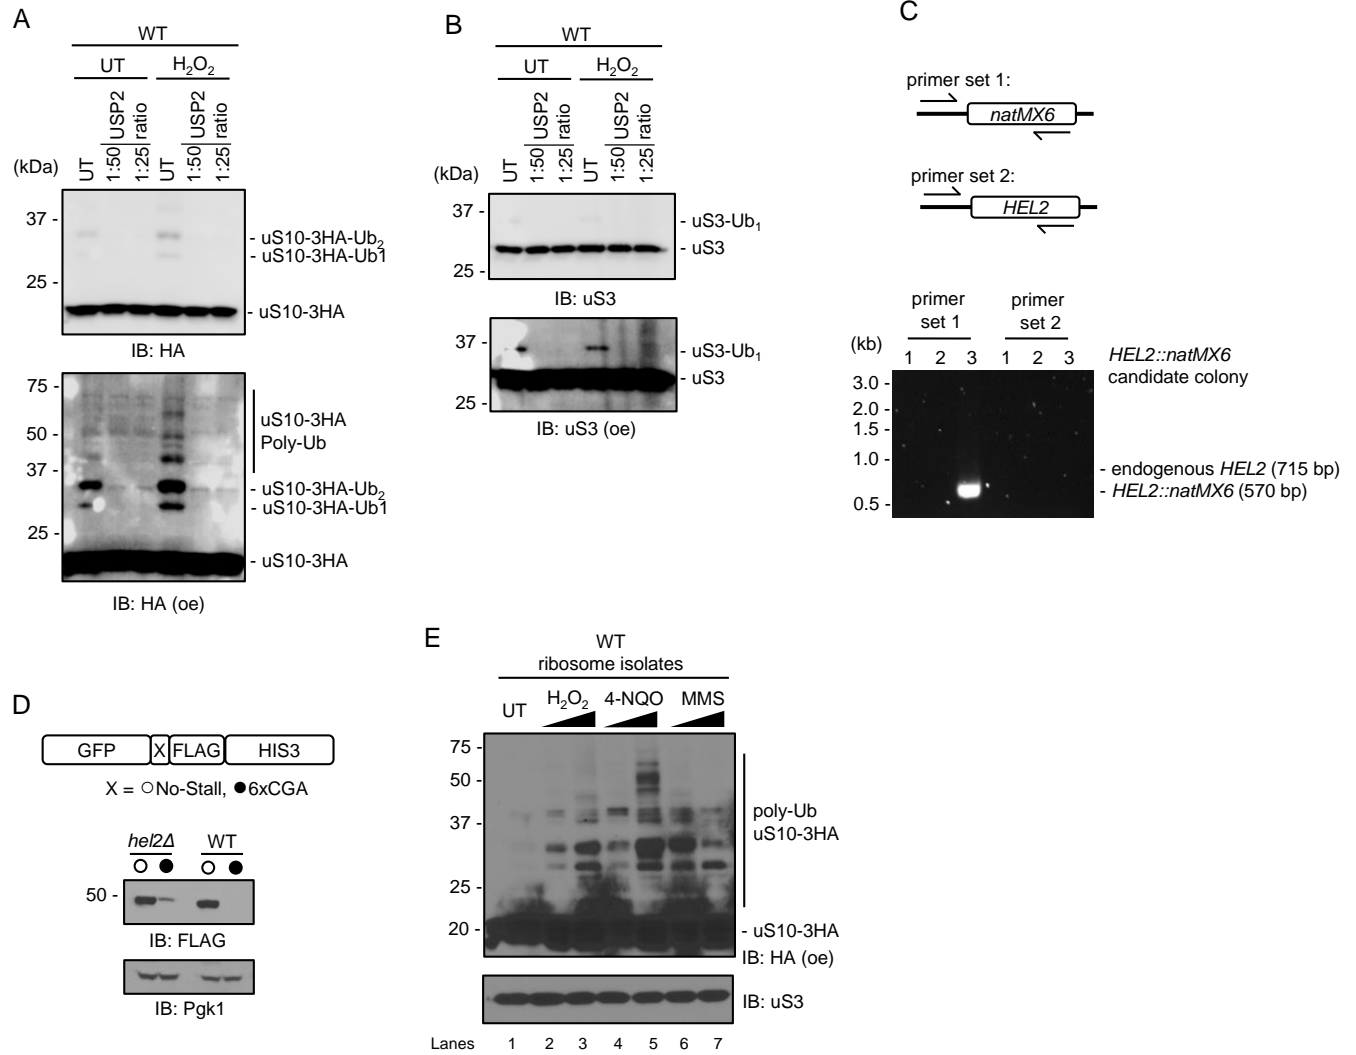 A
WT
UT H₂O₂
USP2 ratio USP2 ratio
UT 1:50 1:25 UT 1:50 1:25
(kDa)
37 -
25 -
- uS10-3HA-Ub₂
- uS10-3HA-Ub1
- uS10-3HA
IB: HA
75 -
50 -
37 -
25 -
uS10-3HA
Poly-Ub
- uS10-3HA-Ub₂
- uS10-3HA-Ub1
- uS10-3HA
IB: HA (oe)
B
WT
UT H₂O₂
USP2 ratio USP2 ratio
UT 1:50 1:25 UT 1:50 1:25
(kDa)
37 -
25 -
- uS3-Ub₁
- uS3
IB: uS3
37 -
25 -
- uS3-Ub₁
- uS3
IB: uS3 (oe)
C
primer set 1:
natMX6
primer set 2:
HEL2
primer set 1 primer set 2
(kb) 1 2 3 1 2 3 HEL2::natMX6
candidate colony
3.0 -
2.0 -
1.5 -
1.0 -
0.5 -
- endogenous HEL2 (715 bp)
- HEL2::natMX6 (570 bp)
D
GFP X FLAG HIS3
X = ○No-Stall, ●6xCGA
hel2Δ WT
50 -
IB: FLAG
IB: Pgk1
E
WT
ribosome isolates
UT H₂O₂ 4-NQO MMS
75 -
50 -
37 -
25 -
20 -
poly-Ub
uS10-3HA
- uS10-3HA
IB: HA (oe)
IB: uS3
Lanes 1 2 3 4 5 6 7